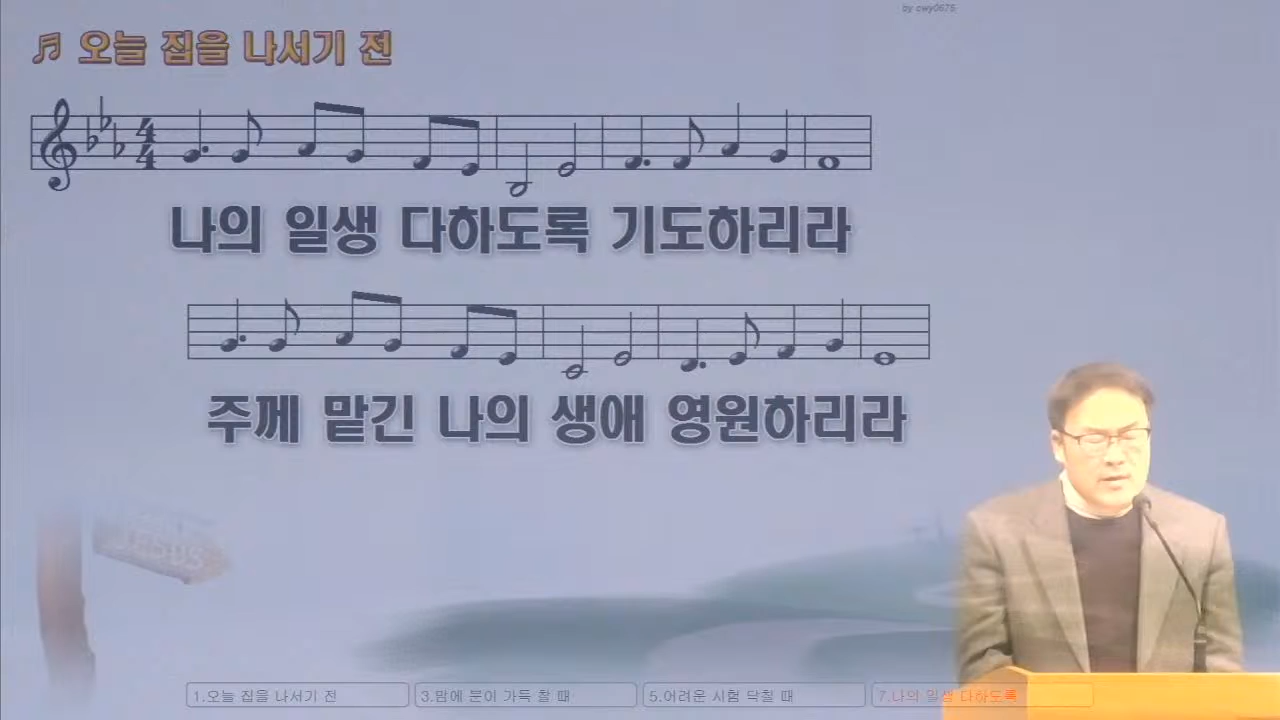 by cwy0675
♬ 오늘 집을 나서기 전
4
4
나의 일생 다하도록 기도하리라
주께 맡긴 나의 생애 영원하리라
JESUS
1.오늘 집을 나서기 전
3.맘에 분이 가득 찰 때
5.어려운 시험 닥칠 때
7.나의 일생 다하도록